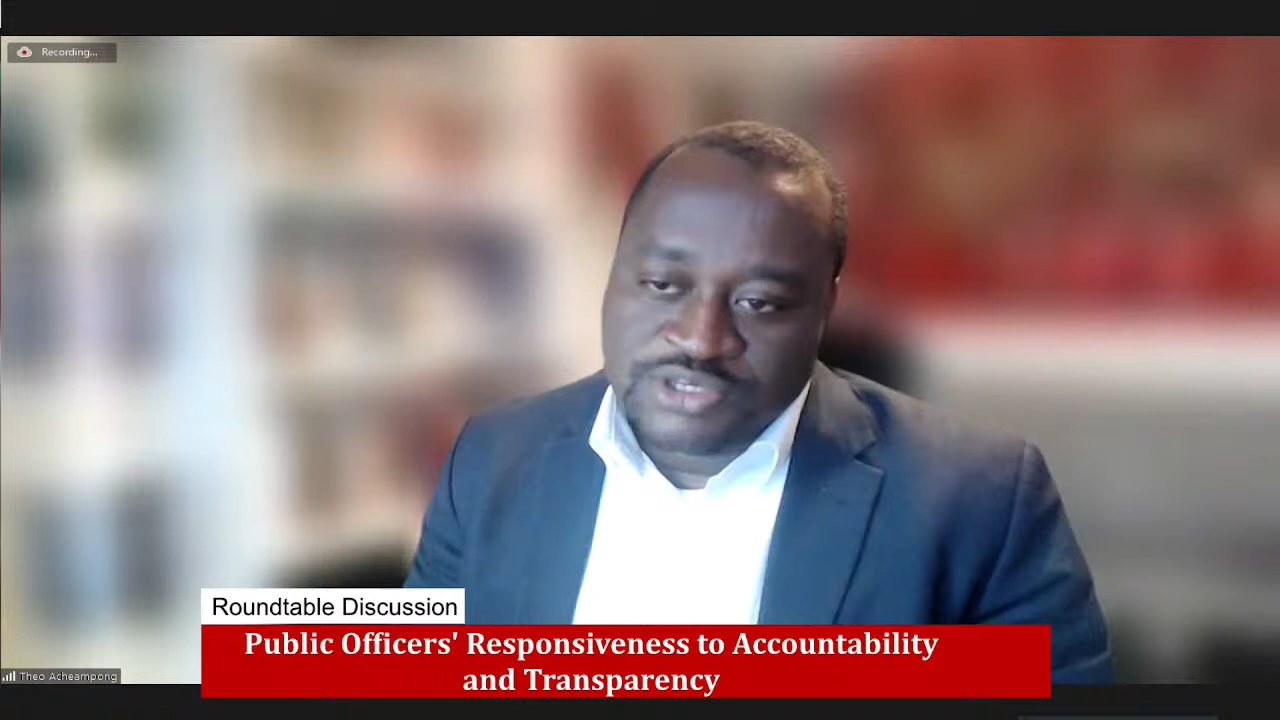 Recording...
Roundtable Discussion
Public Officers' Responsiveness to Accountability
and Transparency
Theo Acheampong